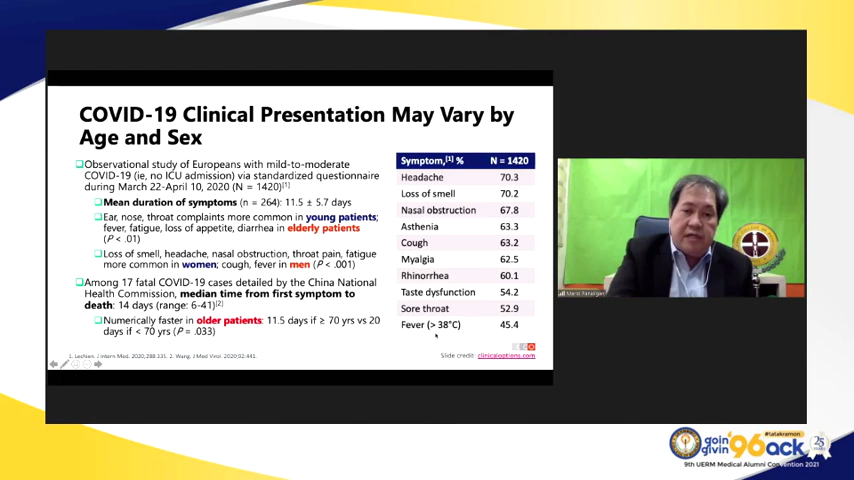 COVID-19 Clinical Presentation May Vary by
Age and Sex
Observational study of Europeans with mild-to-moderate
COVID-19 (ie, no ICU admission) via standardized questionnaire
during March 22-April 10, 2020 (N = 1420)[1]
Mean duration of symptoms (n = 264): 11.5 ± 5.7 days
Ear, nose, throat complaints more common in young patients;
fever, fatigue, loss of appetite, diarrhea in elderly patients
(P < .01)
Loss of smell, headache, nasal obstruction, throat pain, fatigue
more common in women; cough, fever in men (P < .001)
Among 17 fatal COVID-19 cases detailed by the China National
Health Commission, median time from first symptom to
death: 14 days (range: 6-41)[2]
Numerically faster in older patients: 11.5 days if ≥ 70 yrs vs 20
days if < 70 yrs (P = .033)
Symptom,[1] % N = 1420
Headache 70.3
Loss of smell 70.2
Nasal obstruction 67.8
Asthenia 63.3
Cough 63.2
Myalgia 62.5
Rhinorrhea 60.1
Taste dysfunction 54.2
Sore throat 52.9
Fever (> 38°C) 45.4
1. Lechien. J Intern Med. 2020;288:335. 2. Wang. J Med Virol. 2020;92:441.
Slide credit: clinicaloptions.com
goin' givin' '96 back
#tatakramon
25
9th UERM Medical Alumni Convention 2021